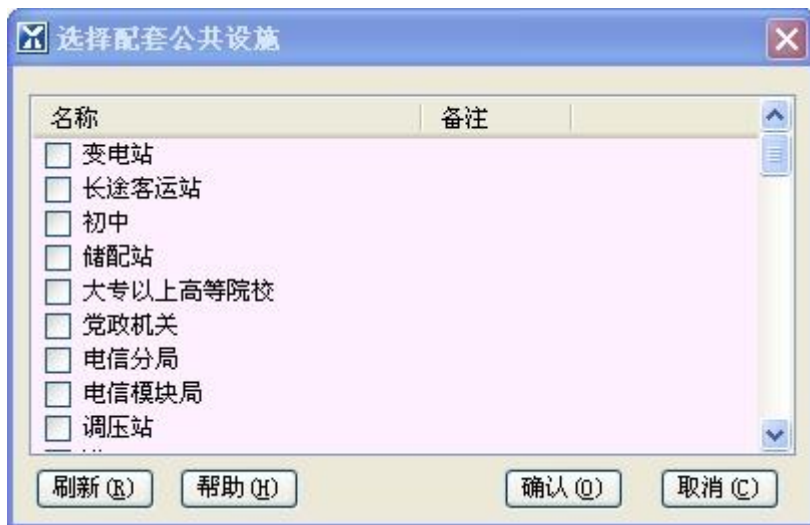 选择配套公共设施
名称 备注
变电站
长途客运站
初中
储配站
大专以上高等院校
党政机关
电信分局
电信模块局
调压站
刷新(R) 帮助(H) 确认(O) 取消(C)